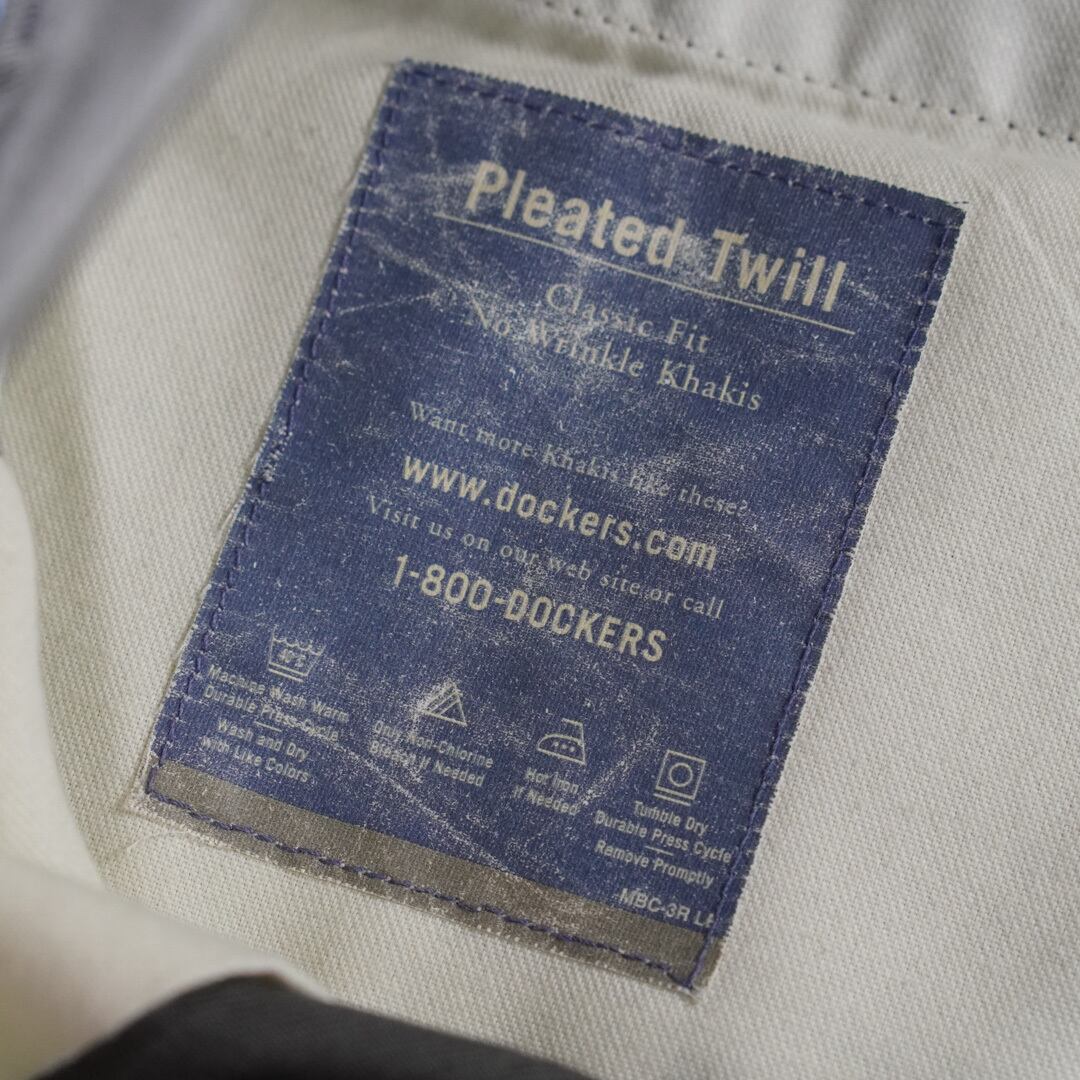 Pleated Twill
Classic Fit
No Wrinkle Khakis
Want more Khakis like these?
www.dockers.com
Visit us on our web site or call
1-800-DOCKERS
Machine Wash Warm
Durable Press Cycle
Wash and Dry
with Like Colors
Only Non-Chlorine
Bleach If Needed
Hot Iron
If Needed
Tumble Dry
Durable Press Cycle
Remove Promptly
MBC-3R